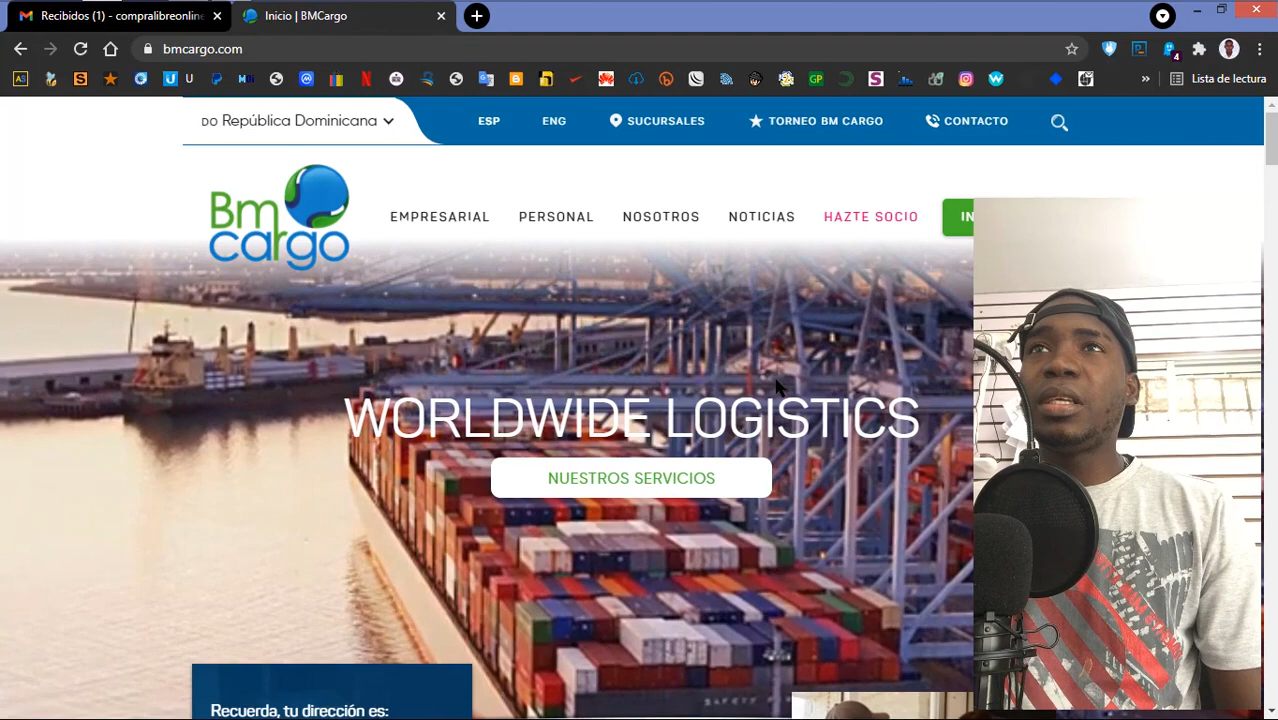 Recibidos (1) - compralibreonline
Inicio | BMCargo
bmcargo.com
Lista de lectura
DO República Dominicana
ESP
ENG
SUCURSALES
TORNEO BM CARGO
CONTACTO
Bm
cargo
EMPRESARIAL
PERSONAL
NOSOTROS
NOTICIAS
HAZTE SOCIO
IN
WORLDWIDE LOGISTICS
NUESTROS SERVICIOS
Recuerda, tu dirección es: